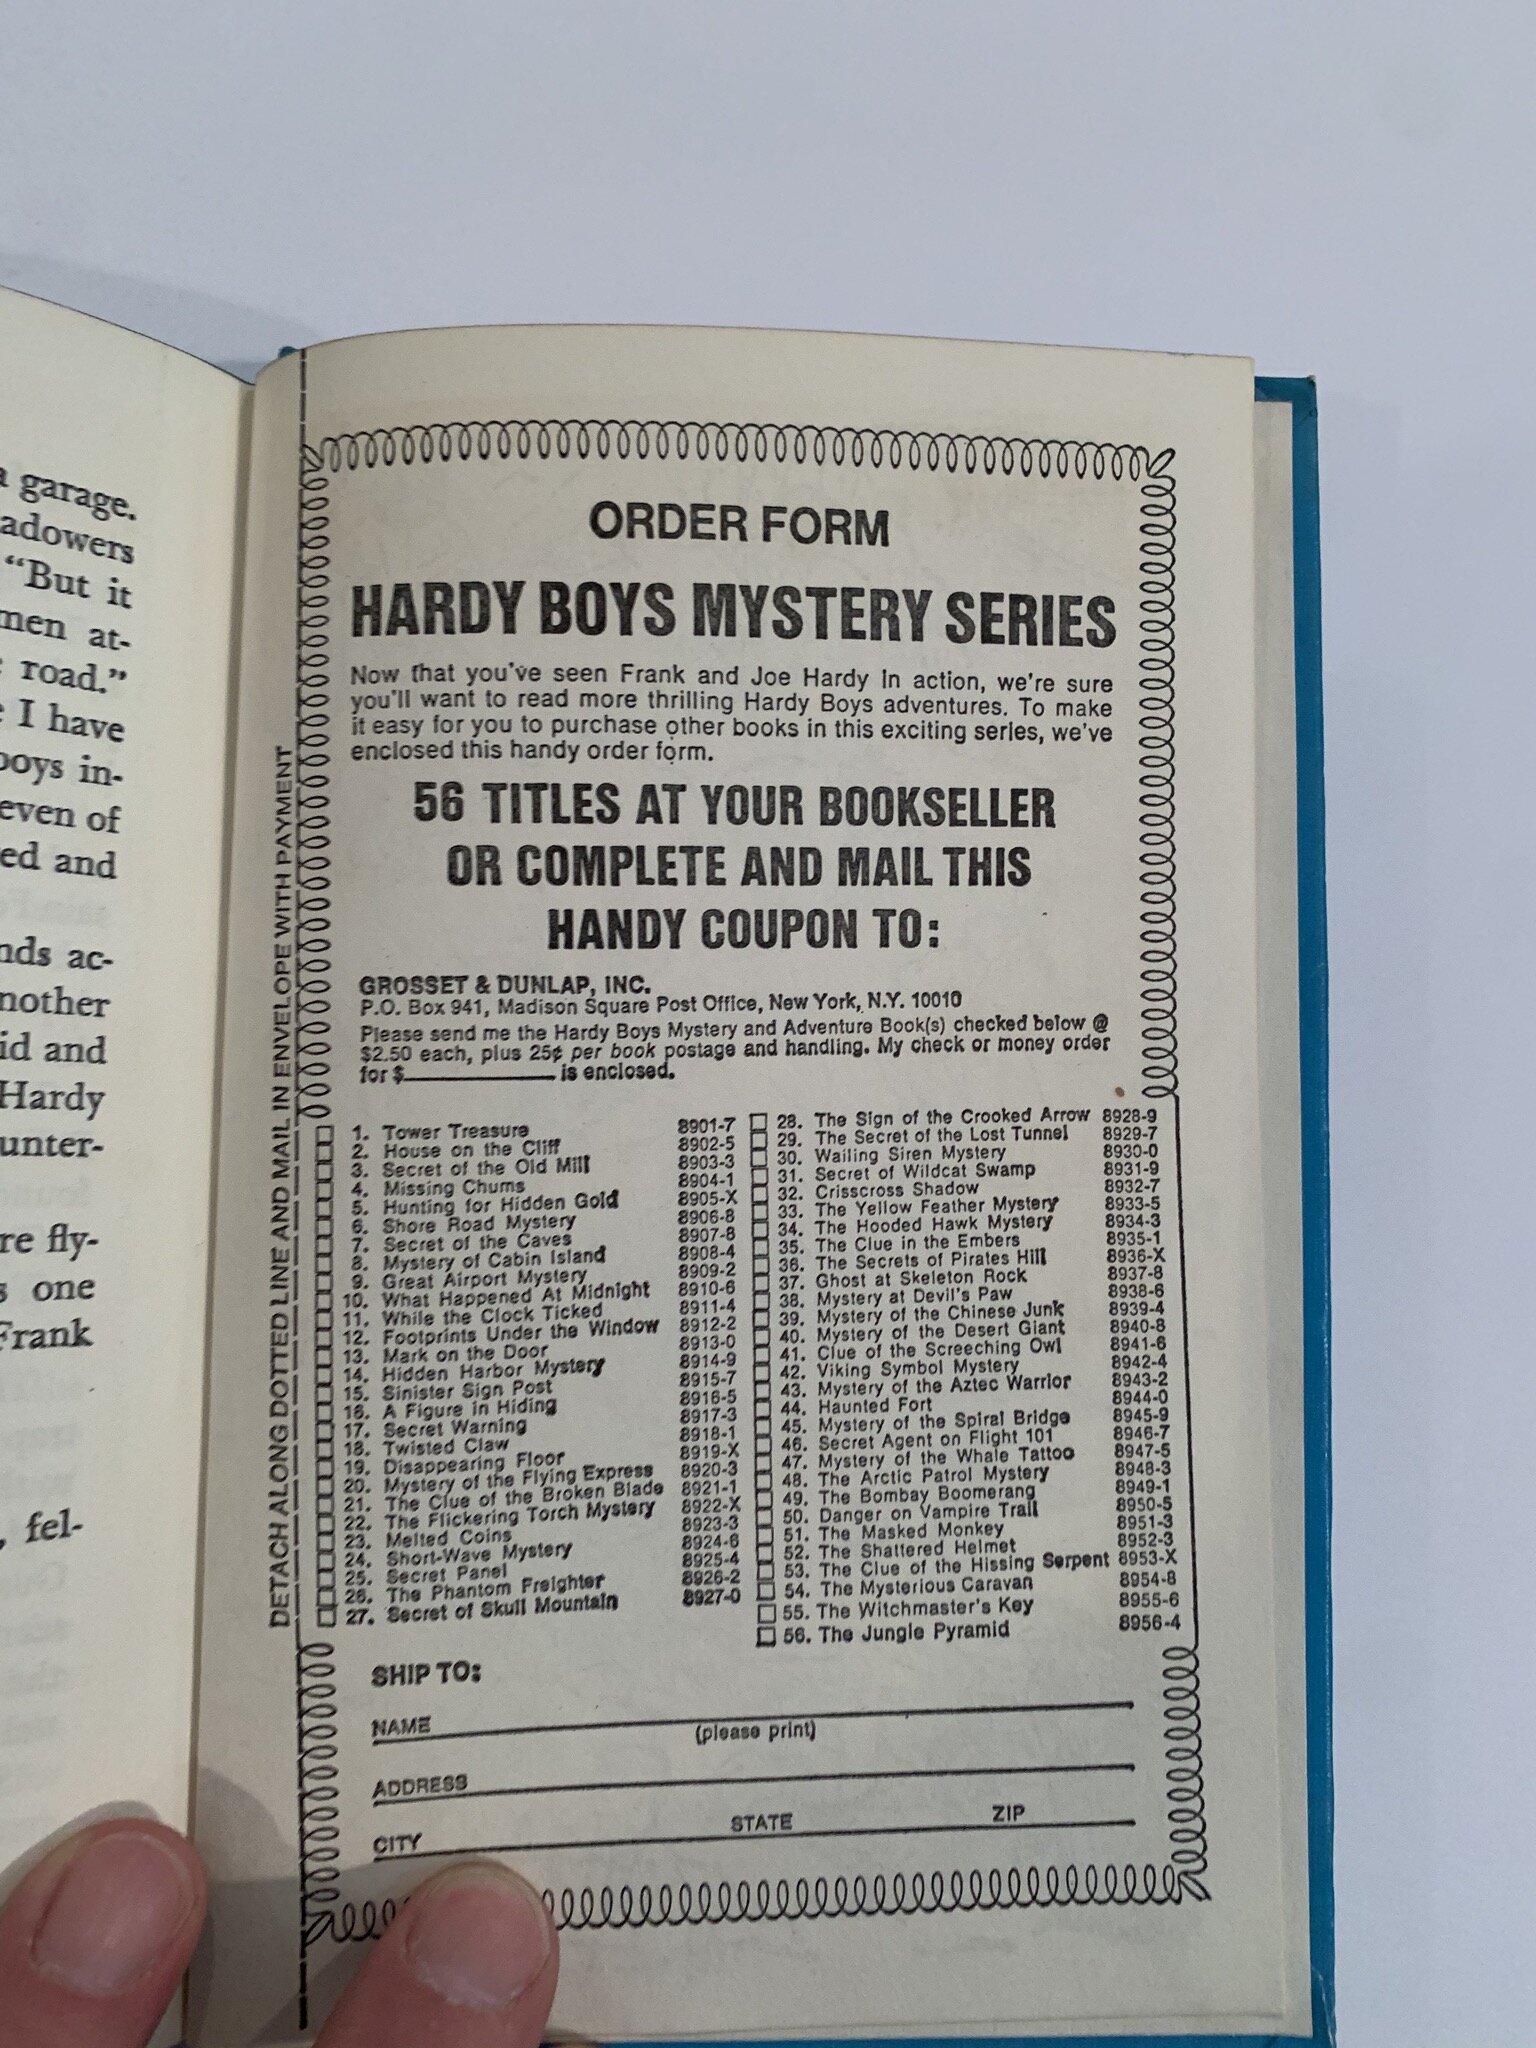 a garage.
adowers
“But it
men at-
road.”
I have
boys in-
even of
ed and
nds ac-
nother
id and
Hardy
unter-
re fly-
s one
Frank
, fel-
DETACH ALONG DOTTED LINE AND MAIL IN ENVELOPE WITH PAYMENT
ORDER FORM
HARDY BOYS MYSTERY SERIES
Now that you've seen Frank and Joe Hardy in action, we're sure
you'll want to read more thrilling Hardy Boys adventures. To make
it easy for you to purchase other books in this exciting series, we've
enclosed this handy order form.
56 TITLES AT YOUR BOOKSELLER
OR COMPLETE AND MAIL THIS
HANDY COUPON TO:
GROSSET & DUNLAP, INC.
P.O. Box 941, Madison Square Post Office, New York, N.Y. 10010
Please send me the Hardy Boys Mystery and Adventure Book(s) checked below @
$2.50 each, plus 25¢ per book postage and handling. My check or money order
for $ is enclosed.
1. Tower Treasure 8901-7
2. House on the Cliff 8902-5
3. Secret of the Old Mill 8903-3
4. Missing Chums 8904-1
5. Hunting for Hidden Gold 8905-X
6. Shore Road Mystery 8906-8
7. Secret of the Caves 8907-8
8. Mystery of Cabin Island 8908-4
9. Great Airport Mystery 8909-2
10. What Happened At Midnight 8910-6
11. While the Clock Ticked 8911-4
12. Footprints Under the Window 8912-2
13. Mark on the Door 8913-0
14. Hidden Harbor Mystery 8914-9
15. Sinister Sign Post 8915-7
16. A Figure in Hiding 8916-5
17. Secret Warning 8917-3
18. Twisted Claw 8918-1
19. Disappearing Floor 8919-X
20. Mystery of the Flying Express 8920-3
21. The Clue of the Broken Blade 8921-1
22. The Flickering Torch Mystery 8922-X
23. Melted Coins 8923-3
24. Short-Wave Mystery 8924-6
25. Secret Panel 8925-4
26. The Phantom Freighter 8926-2
27. Secret of Skull Mountain 8927-0
28. The Sign of the Crooked Arrow 8928-9
29. The Secret of the Lost Tunnel 8929-7
30. Wailing Siren Mystery 8930-0
31. Secret of Wildcat Swamp 8931-9
32. Crisscross Shadow 8932-7
33. The Yellow Feather Mystery 8933-5
34. The Hooded Hawk Mystery 8934-3
35. The Clue in the Embers 8935-1
36. The Secrets of Pirates Hill 8936-X
37. Ghost at Skeleton Rock 8937-8
38. Mystery at Devil's Paw 8938-6
39. Mystery of the Chinese Junk 8939-4
40. Mystery of the Desert Giant 8940-8
41. Clue of the Screeching Owl 8941-6
42. Viking Symbol Mystery 8942-4
43. Mystery of the Aztec Warrior 8943-2
44. Haunted Fort 8944-0
45. Mystery of the Spiral Bridge 8945-9
46. Secret Agent on Flight 101 8946-7
47. Mystery of the Whale Tattoo 8947-5
48. The Arctic Patrol Mystery 8948-3
49. The Bombay Boomerang 8949-1
50. Danger on Vampire Trail 8950-5
51. The Masked Monkey 8951-3
52. The Shattered Helmet 8952-3
53. The Clue of the Hissing Serpent 8953-X
54. The Mysterious Caravan 8954-8
55. The Witchmaster's Key 8955-6
56. The Jungle Pyramid 8956-4
SHIP TO:
NAME
(please print)
ADDRESS
CITY STATE ZIP